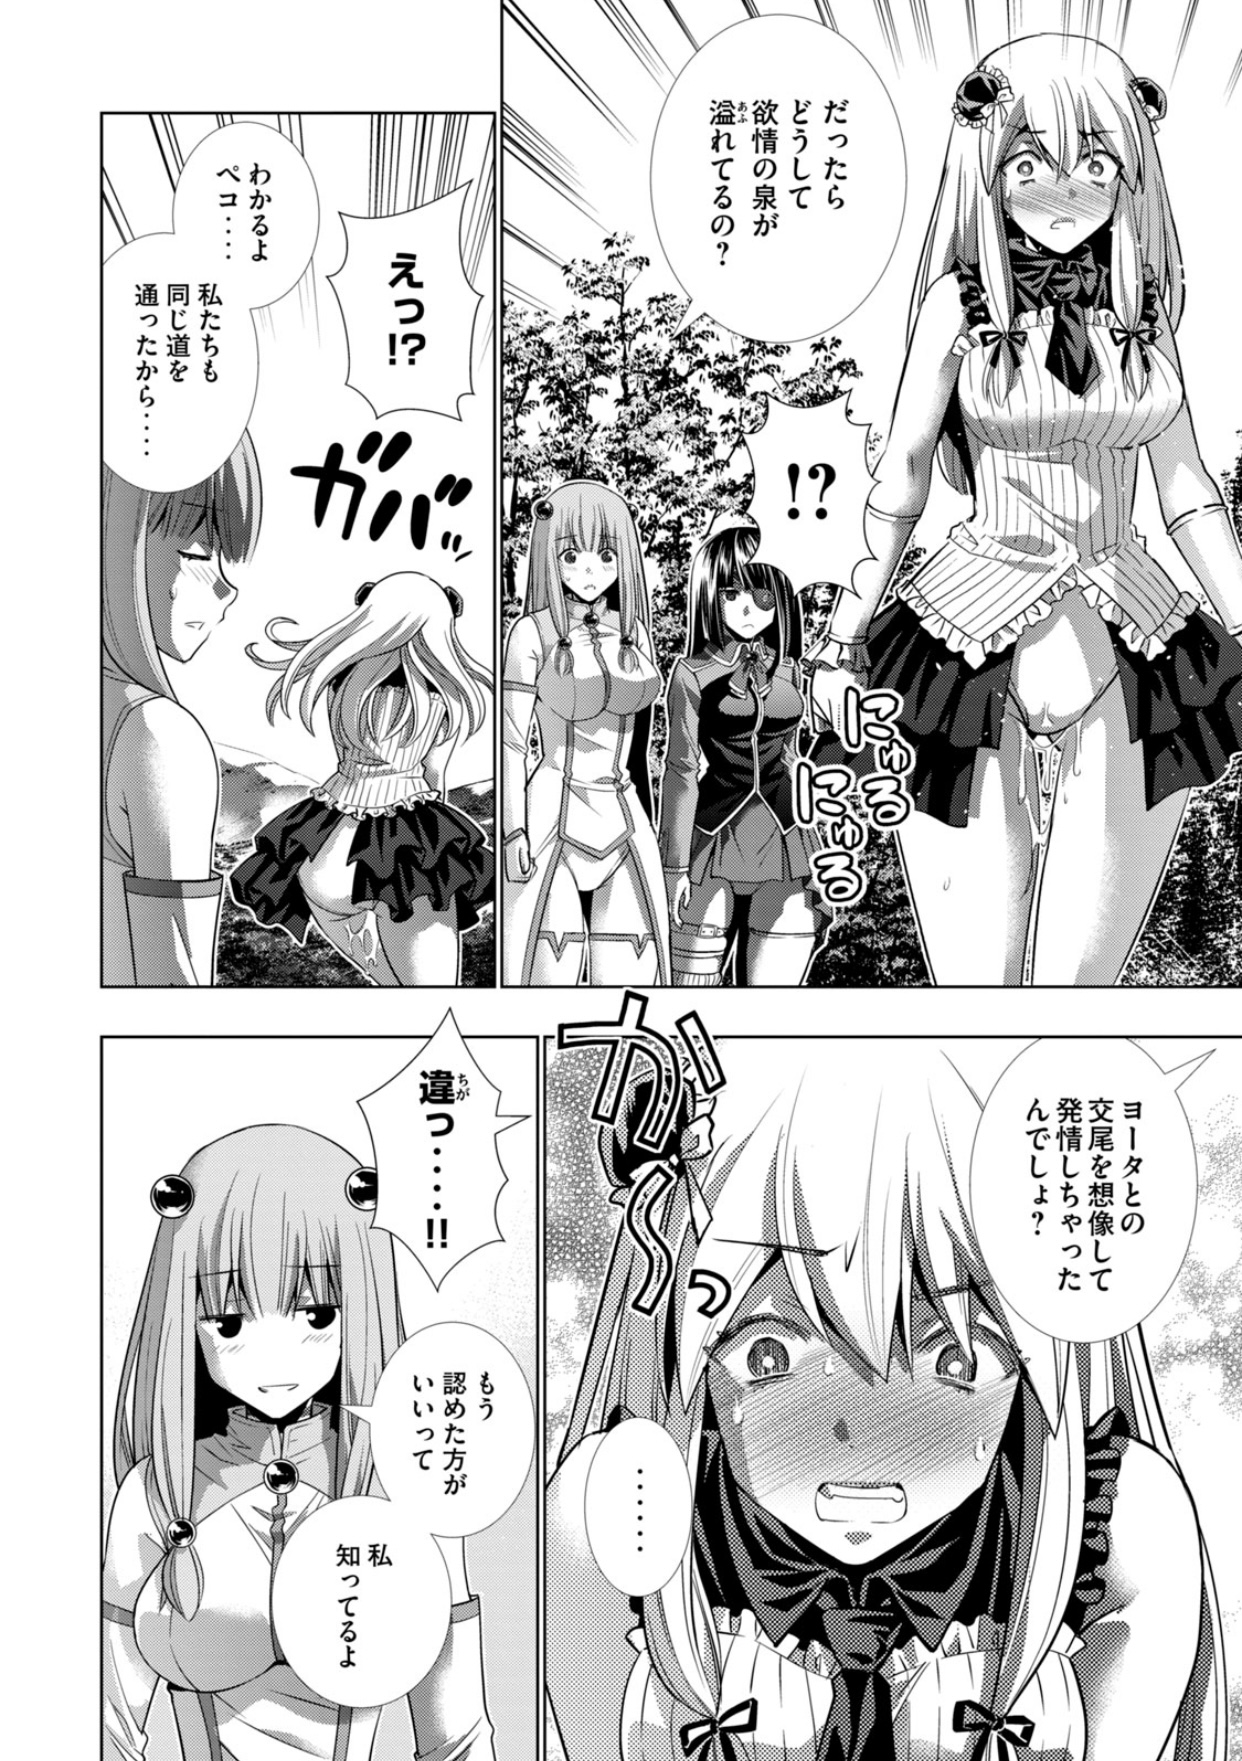 だったら
どうして
欲情の泉が
溢れてるの？
あふ
!?
にゅる
にゅる
えっ!?
ガバッ
わかるよ
ペコ‥‥
私たちも
同じ道を
通ったから‥‥
ヨータとの
交尾を想像して
発情しちゃった
んでしょ？
か〜っ
‥‥‥
違っ‥‥‥!!
ちが
もう
認めた方が
いいって
私
知ってるよ